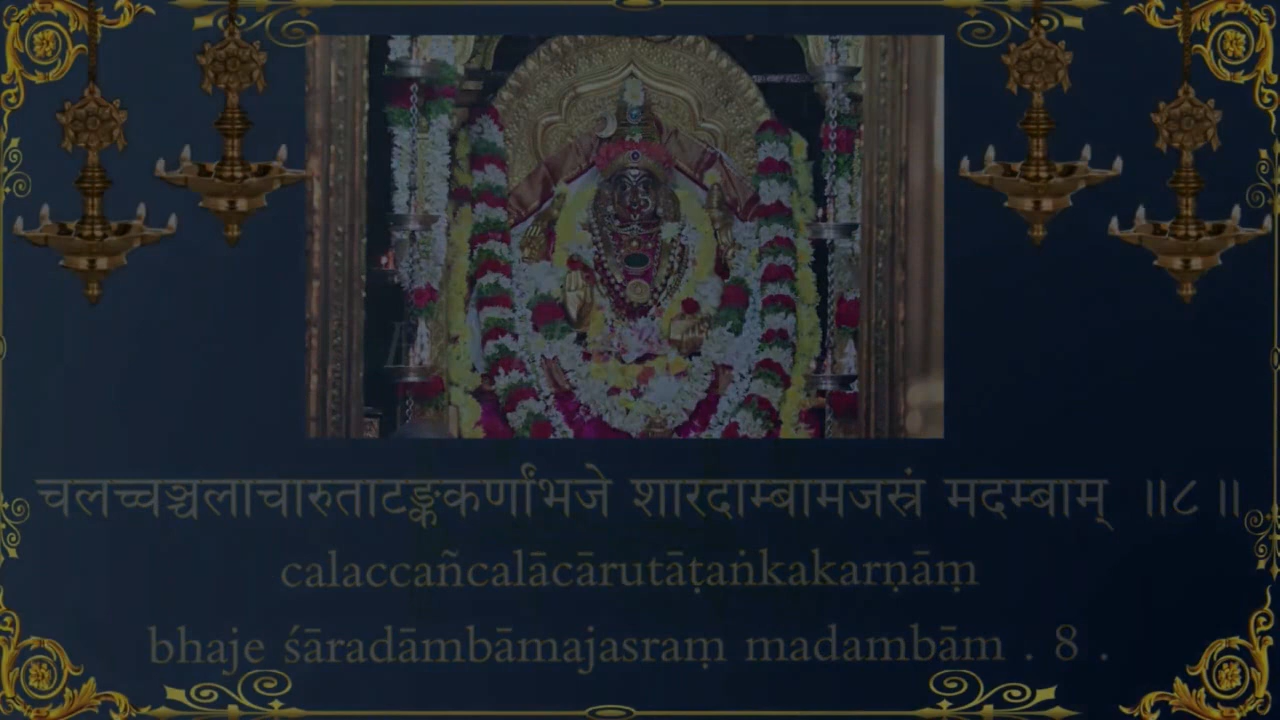 चलच्चञ्चलाचारुताटङ्ककर्णांभजे शारदाम्बामजस्रं मदम्बाम् ॥८॥
calaccañcalācārutāṭaṅkakarṇāṃ
bhaje śāradāmbāmajasraṃ madambām . 8 .